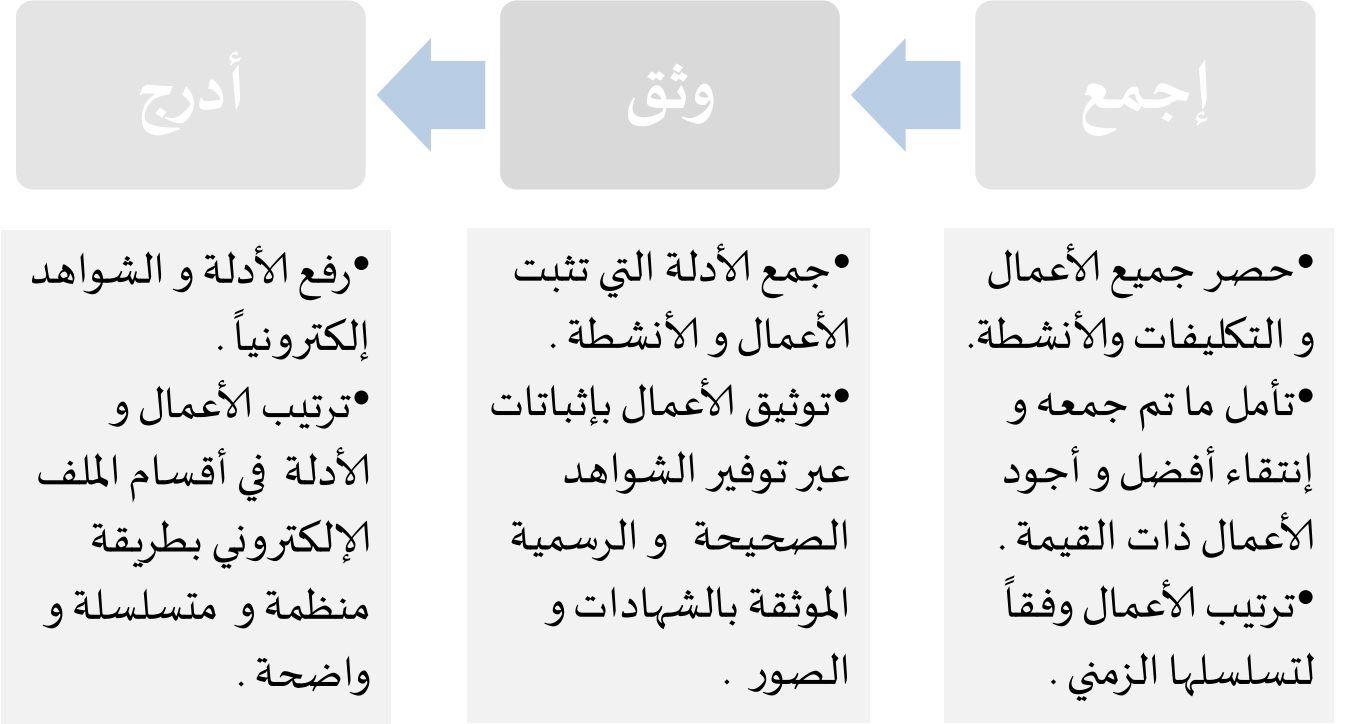 إجمع
وثق
أدرج
•حصر جميع الأعمال
و التكليفات والأنشطة.
•تأمل ما تم جمعه و
إنتقاء أفضل و أجود
الأعمال ذات القيمة .
•ترتيب الأعمال وفقاً
لتسلسلها الزمني .
•جمع الأدلة التي تثبت
الأعمال و الأنشطة .
•توثيق الأعمال بإثباتات
عبر توفير الشواهد
الصحيحة و الرسمية
الموثقة بالشهادات و
الصور .
•رفع الأدلة و الشواهد
إلكترونياً .
•ترتيب الأعمال و
الأدلة في أقسام الملف
الإلكتروني بطريقة
منظمة و متسلسلة و
واضحة .